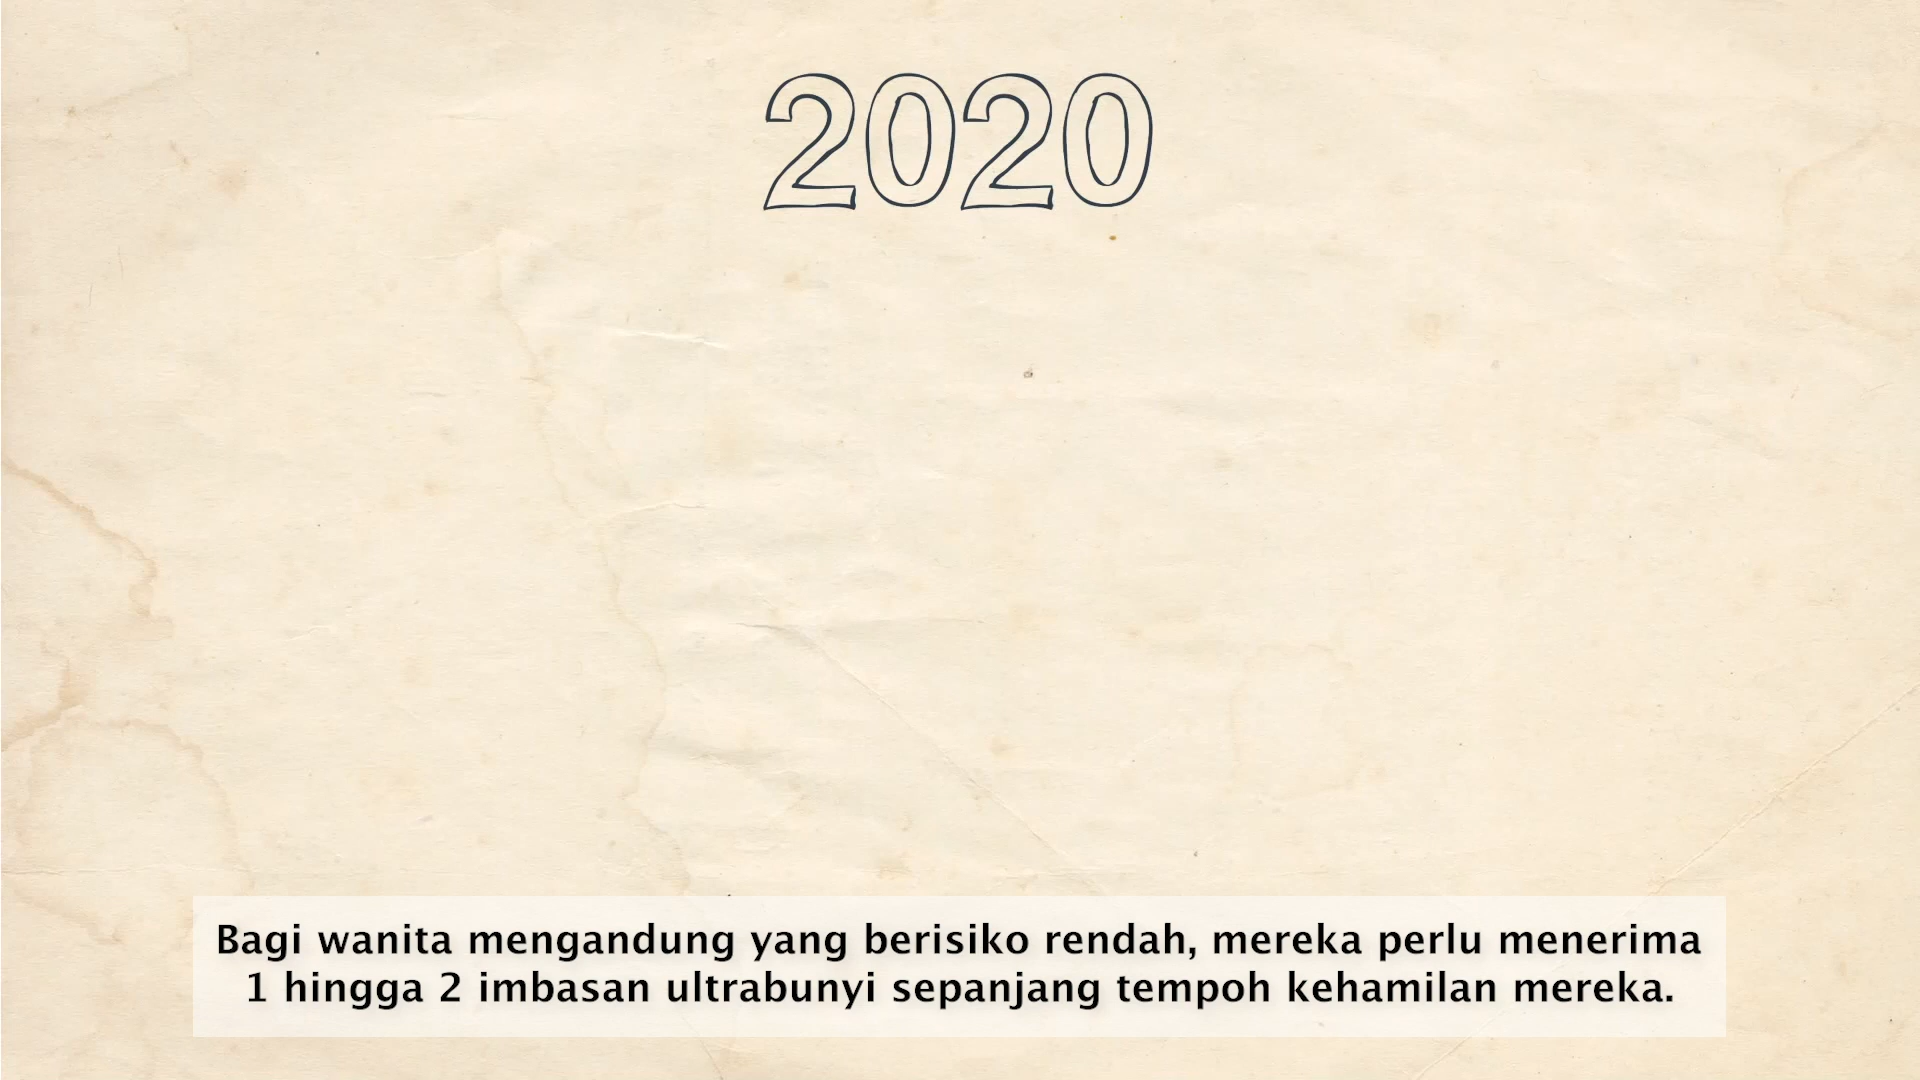 2020
Bagi wanita mengandung yang berisiko rendah, mereka perlu menerima
1 hingga 2 imbasan ultrabunyi sepanjang tempoh kehamilan mereka.